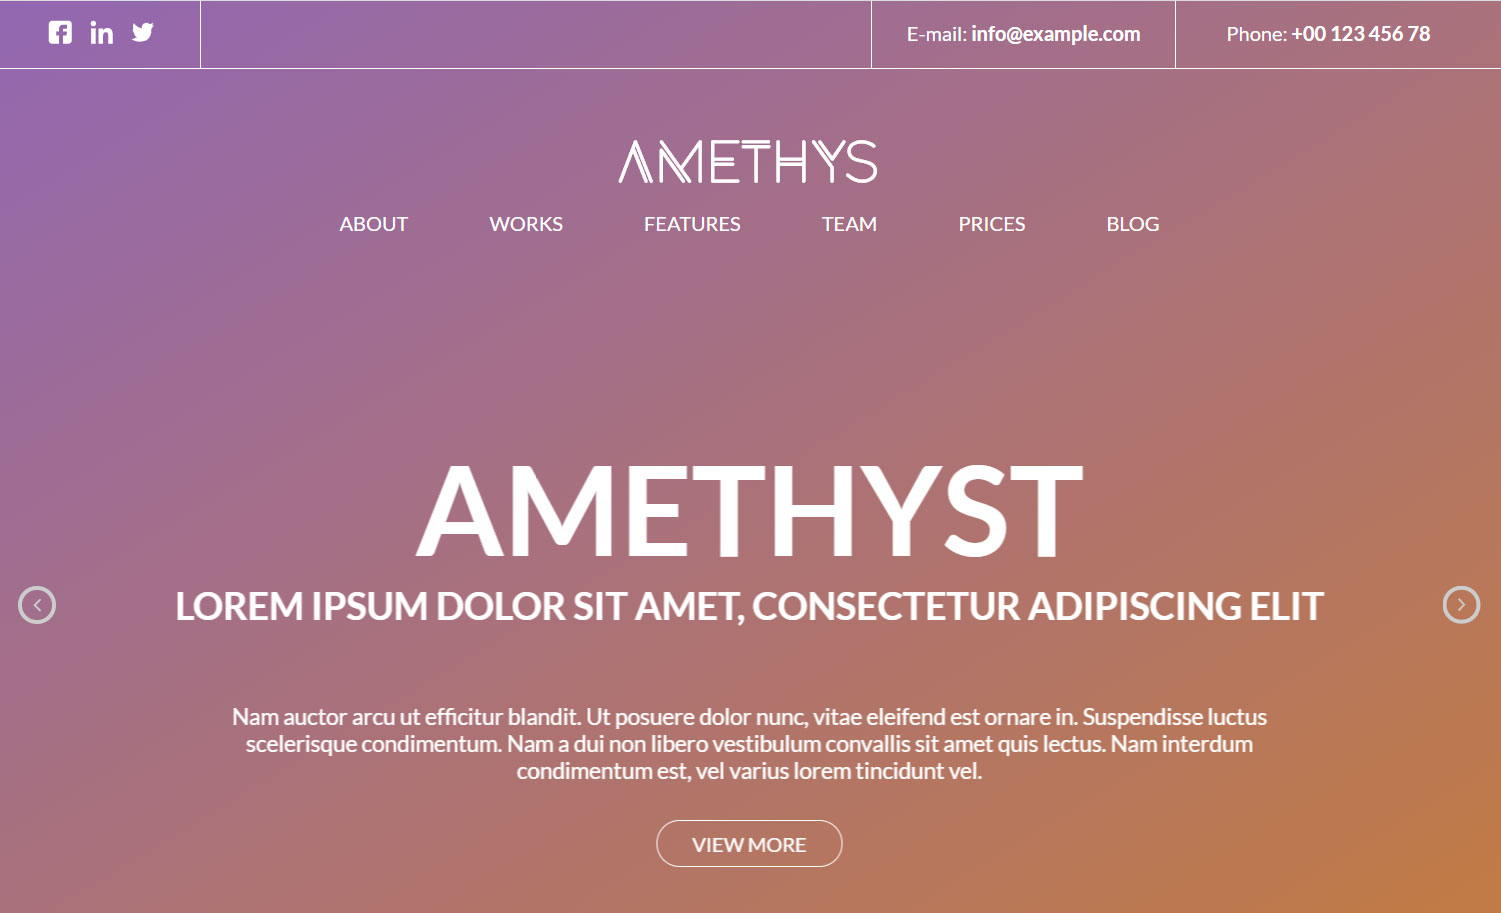 E-mail: info@example.com
Phone: +00 123 456 78
AMETHYS
ABOUT WORKS FEATURES TEAM PRICES BLOG
AMETHYST
LOREM IPSUM DOLOR SIT AMET, CONSECTETUR ADIPISCING ELIT
Nam auctor arcu ut efficitur blandit. Ut posuere dolor nunc, vitae eleifend est ornare in. Suspendisse luctus
scelerisque condimentum. Nam a dui non libero vestibulum convallis sit amet quis lectus. Nam interdum
condimentum est, vel varius lorem tincidunt vel.
VIEW MORE